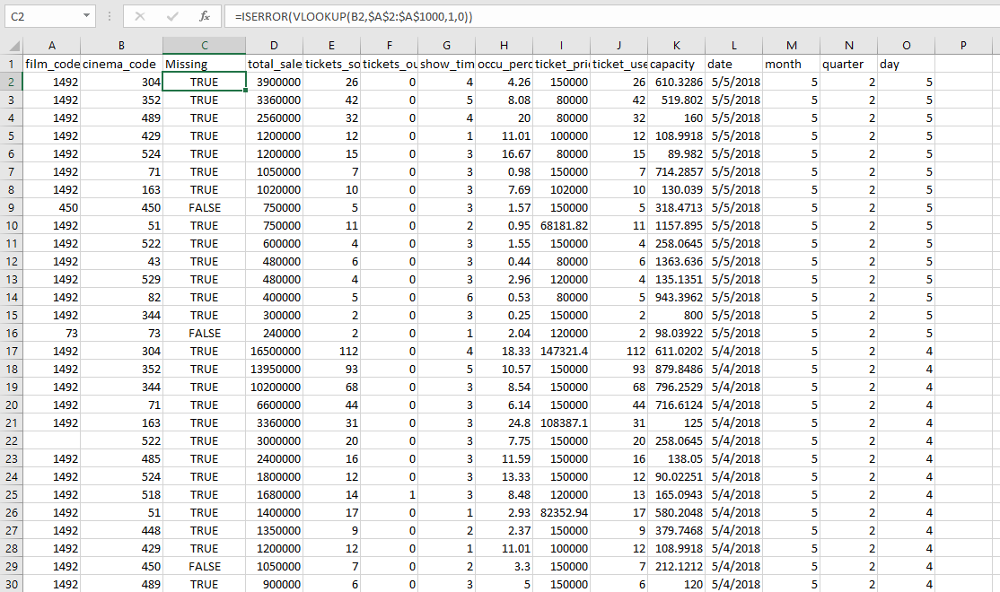 C2 fx =ISERROR(VLOOKUP(B2,$A$2:$A$1000,1,0))
A B C D E F G H I J K L M N O P
1 film_code cinema_code Missing total_sale tickets_so tickets_ou show_tim occu_perc ticket_pri ticket_use capacity date month quarter day
2 1492 304 TRUE 3900000 26 0 4 4.26 150000 26 610.3286 5/5/2018 5 2 5
3 1492 352 TRUE 3360000 42 0 5 8.08 80000 42 519.802 5/5/2018 5 2 5
4 1492 489 TRUE 2560000 32 0 4 20 80000 32 160 5/5/2018 5 2 5
5 1492 429 TRUE 1200000 12 0 1 11.01 100000 12 108.9918 5/5/2018 5 2 5
6 1492 524 TRUE 1200000 15 0 3 16.67 80000 15 89.982 5/5/2018 5 2 5
7 1492 71 TRUE 1050000 7 0 3 0.98 150000 7 714.2857 5/5/2018 5 2 5
8 1492 163 TRUE 1020000 10 0 3 7.69 102000 10 130.039 5/5/2018 5 2 5
9 450 450 FALSE 750000 5 0 3 1.57 150000 5 318.4713 5/5/2018 5 2 5
10 1492 51 TRUE 750000 11 0 2 0.95 68181.82 11 1157.895 5/5/2018 5 2 5
11 1492 522 TRUE 600000 4 0 3 1.55 150000 4 258.0645 5/5/2018 5 2 5
12 1492 43 TRUE 480000 6 0 3 0.44 80000 6 1363.636 5/5/2018 5 2 5
13 1492 529 TRUE 480000 4 0 3 2.96 120000 4 135.1351 5/5/2018 5 2 5
14 1492 82 TRUE 400000 5 0 6 0.53 80000 5 943.3962 5/5/2018 5 2 5
15 1492 344 TRUE 300000 2 0 3 0.25 150000 2 800 5/5/2018 5 2 5
16 73 73 FALSE 240000 2 0 1 2.04 120000 2 98.03922 5/5/2018 5 2 5
17 1492 304 TRUE 16500000 112 0 4 18.33 147321.4 112 611.0202 5/4/2018 5 2 4
18 1492 352 TRUE 13950000 93 0 5 10.57 150000 93 879.8486 5/4/2018 5 2 4
19 1492 344 TRUE 10200000 68 0 3 8.54 150000 68 796.2529 5/4/2018 5 2 4
20 1492 71 TRUE 6600000 44 0 3 6.14 150000 44 716.6124 5/4/2018 5 2 4
21 1492 163 TRUE 3360000 31 0 3 24.8 108387.1 31 125 5/4/2018 5 2 4
22 522 TRUE 3000000 20 0 3 7.75 150000 20 258.0645 5/4/2018 5 2 4
23 1492 485 TRUE 2400000 16 0 3 11.59 150000 16 138.05 5/4/2018 5 2 4
24 1492 524 TRUE 1800000 12 0 3 13.33 150000 12 90.02251 5/4/2018 5 2 4
25 1492 518 TRUE 1680000 14 1 3 8.48 120000 13 165.0943 5/4/2018 5 2 4
26 1492 51 TRUE 1400000 17 0 1 2.93 82352.94 17 580.2048 5/4/2018 5 2 4
27 1492 448 TRUE 1350000 9 0 2 2.37 150000 9 379.7468 5/4/2018 5 2 4
28 1492 429 TRUE 1200000 12 0 1 11.01 100000 12 108.9918 5/4/2018 5 2 4
29 1492 450 FALSE 1050000 7 0 2 3.3 150000 7 212.1212 5/4/2018 5 2 4
30 1492 489 TRUE 900000 6 0 3 5 150000 6 120 5/4/2018 5 2 4